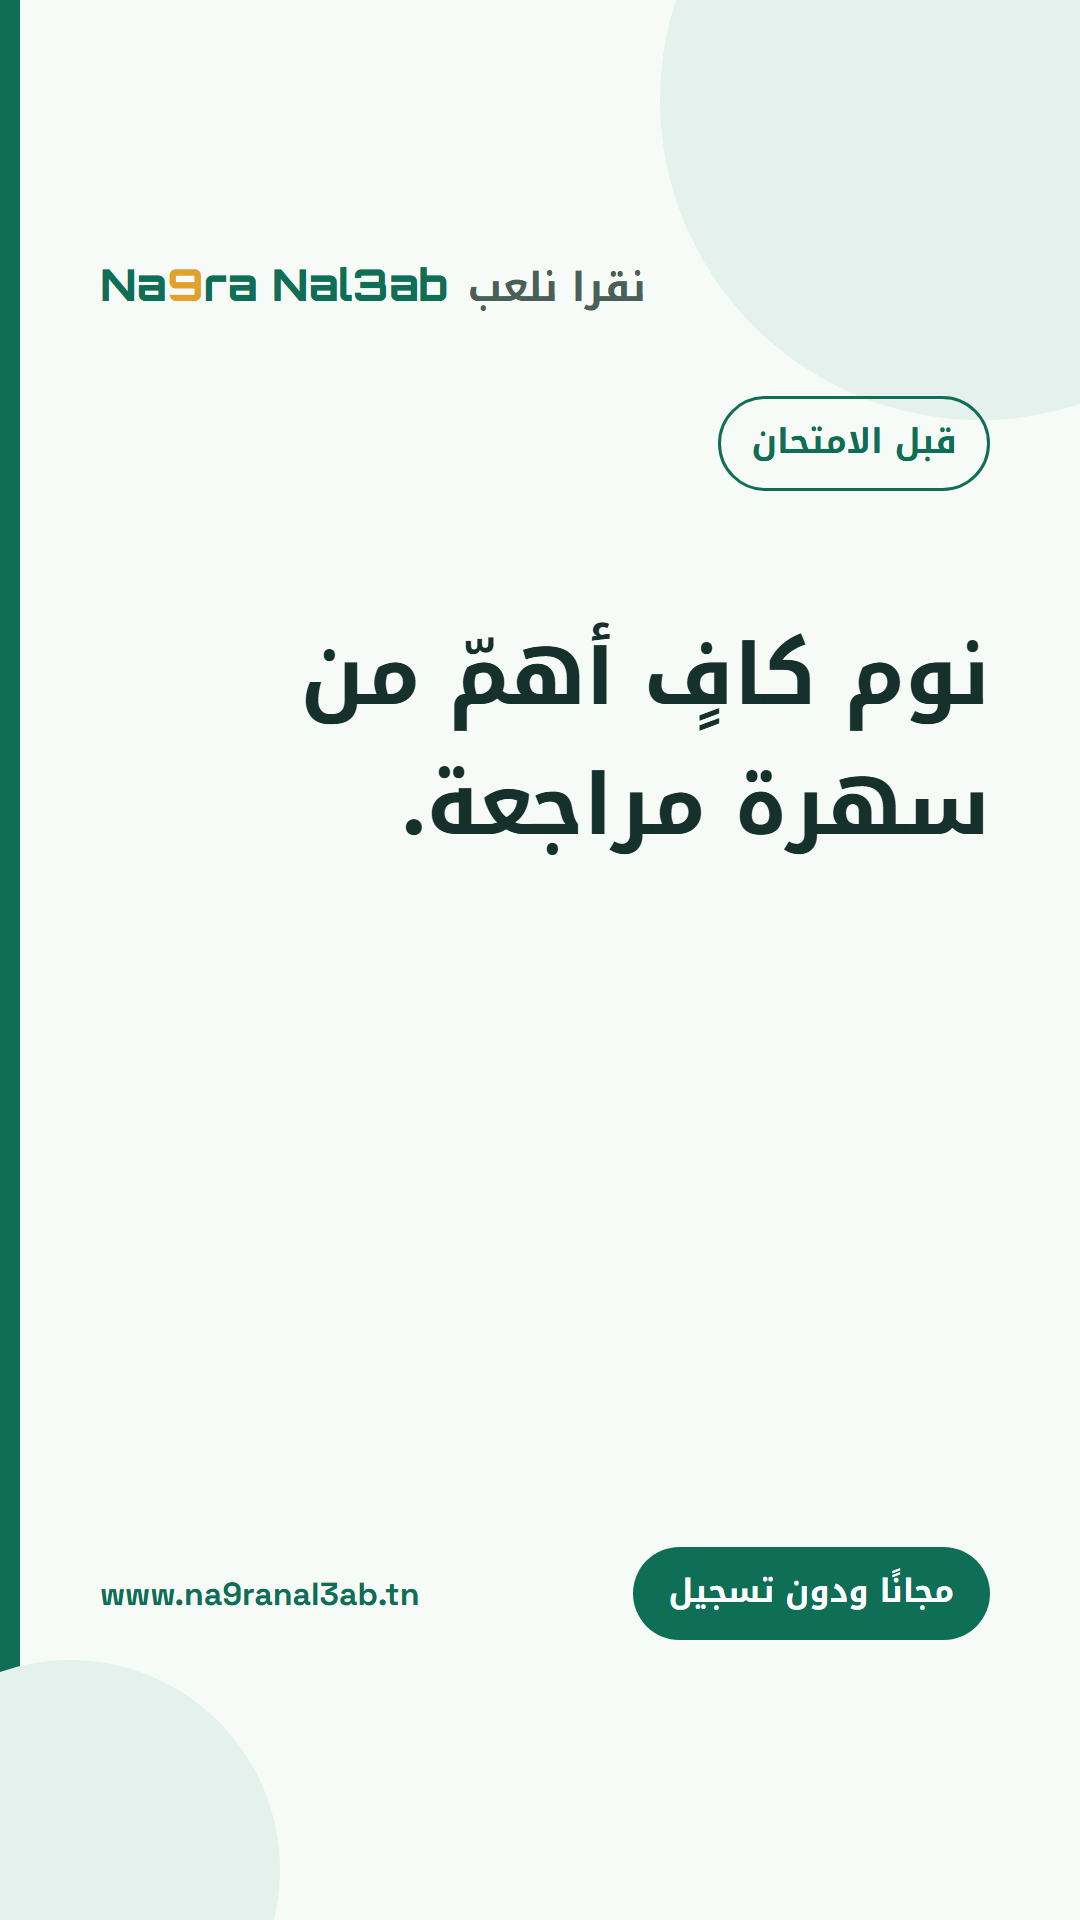 Na9ra Nal3ab نقرا نلعب
قبل الامتحان
نوم كافٍ أهمّ من
سهرة مراجعة.
www.na9ranal3ab.tn
مجانًا ودون تسجيل